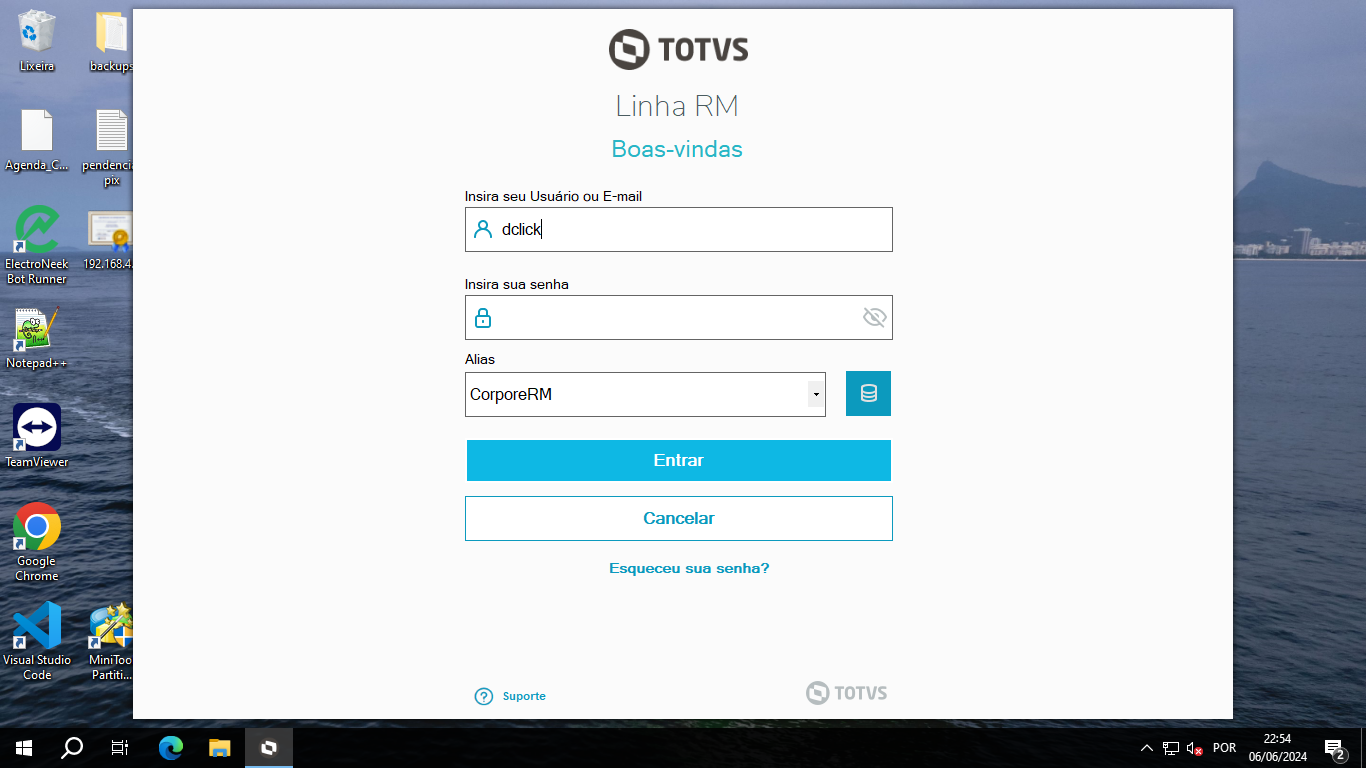 TOTVS
Linha RM
Boas-vindas
Insira seu Usuário ou E-mail
dclick
Insira sua senha
Alias
CorporeRM
Entrar
Cancelar
Esqueceu sua senha?
Suporte
TOTVS
Lixeira
backups
Agenda_C...
pendencia
pix
ElectroNeek
Bot Runner
192.168.4.
Notepad++
TeamViewer
Google
Chrome
Visual Studio
Code
MiniToo
Partiti...
POR
22:54
06/06/2024
2